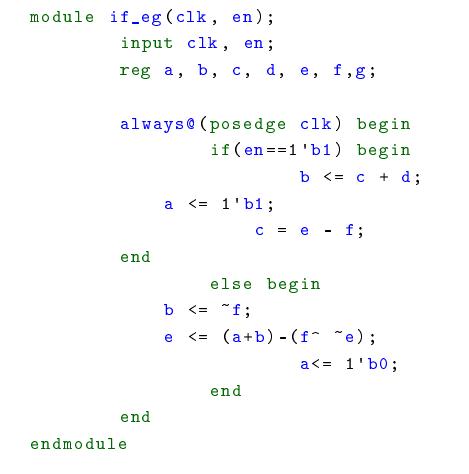 module if_eg(clk, en);
input clk, en;
reg a, b, c, d, e, f,g;
always@(posedge clk) begin
if(en==1'b1) begin
b <= c + d;
a <= 1'b1;
c = e - f;
end
else begin
b <= ~f;
e <= (a+b)-(f^ ~e);
a<= 1'b0;
end
end
endmodule